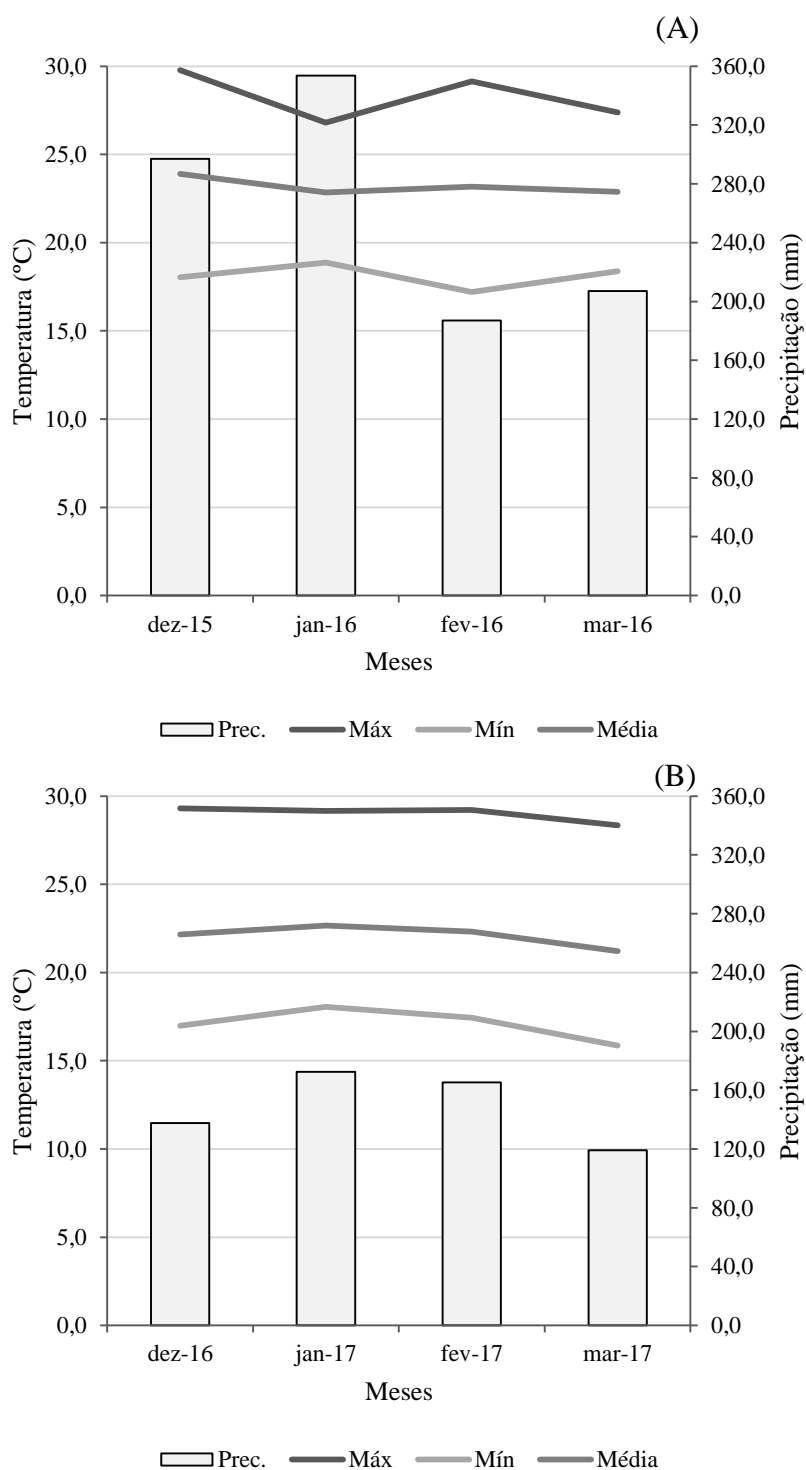 (A)
Temperatura (ºC)
30,0
25,0
20,0
15,0
10,0
5,0
0,0
360,0
320,0
280,0
240,0
200,0
160,0
120,0
80,0
40,0
0,0
Precipitação (mm)
dez-15 jan-16 fev-16 mar-16
Meses
Prec. Máx Mín Média
(B)
Temperatura (ºC)
30,0
25,0
20,0
15,0
10,0
5,0
0,0
360,0
320,0
280,0
240,0
200,0
160,0
120,0
80,0
40,0
0,0
Precipitação (mm)
dez-16 jan-17 fev-17 mar-17
Meses
Prec. Máx Mín Média